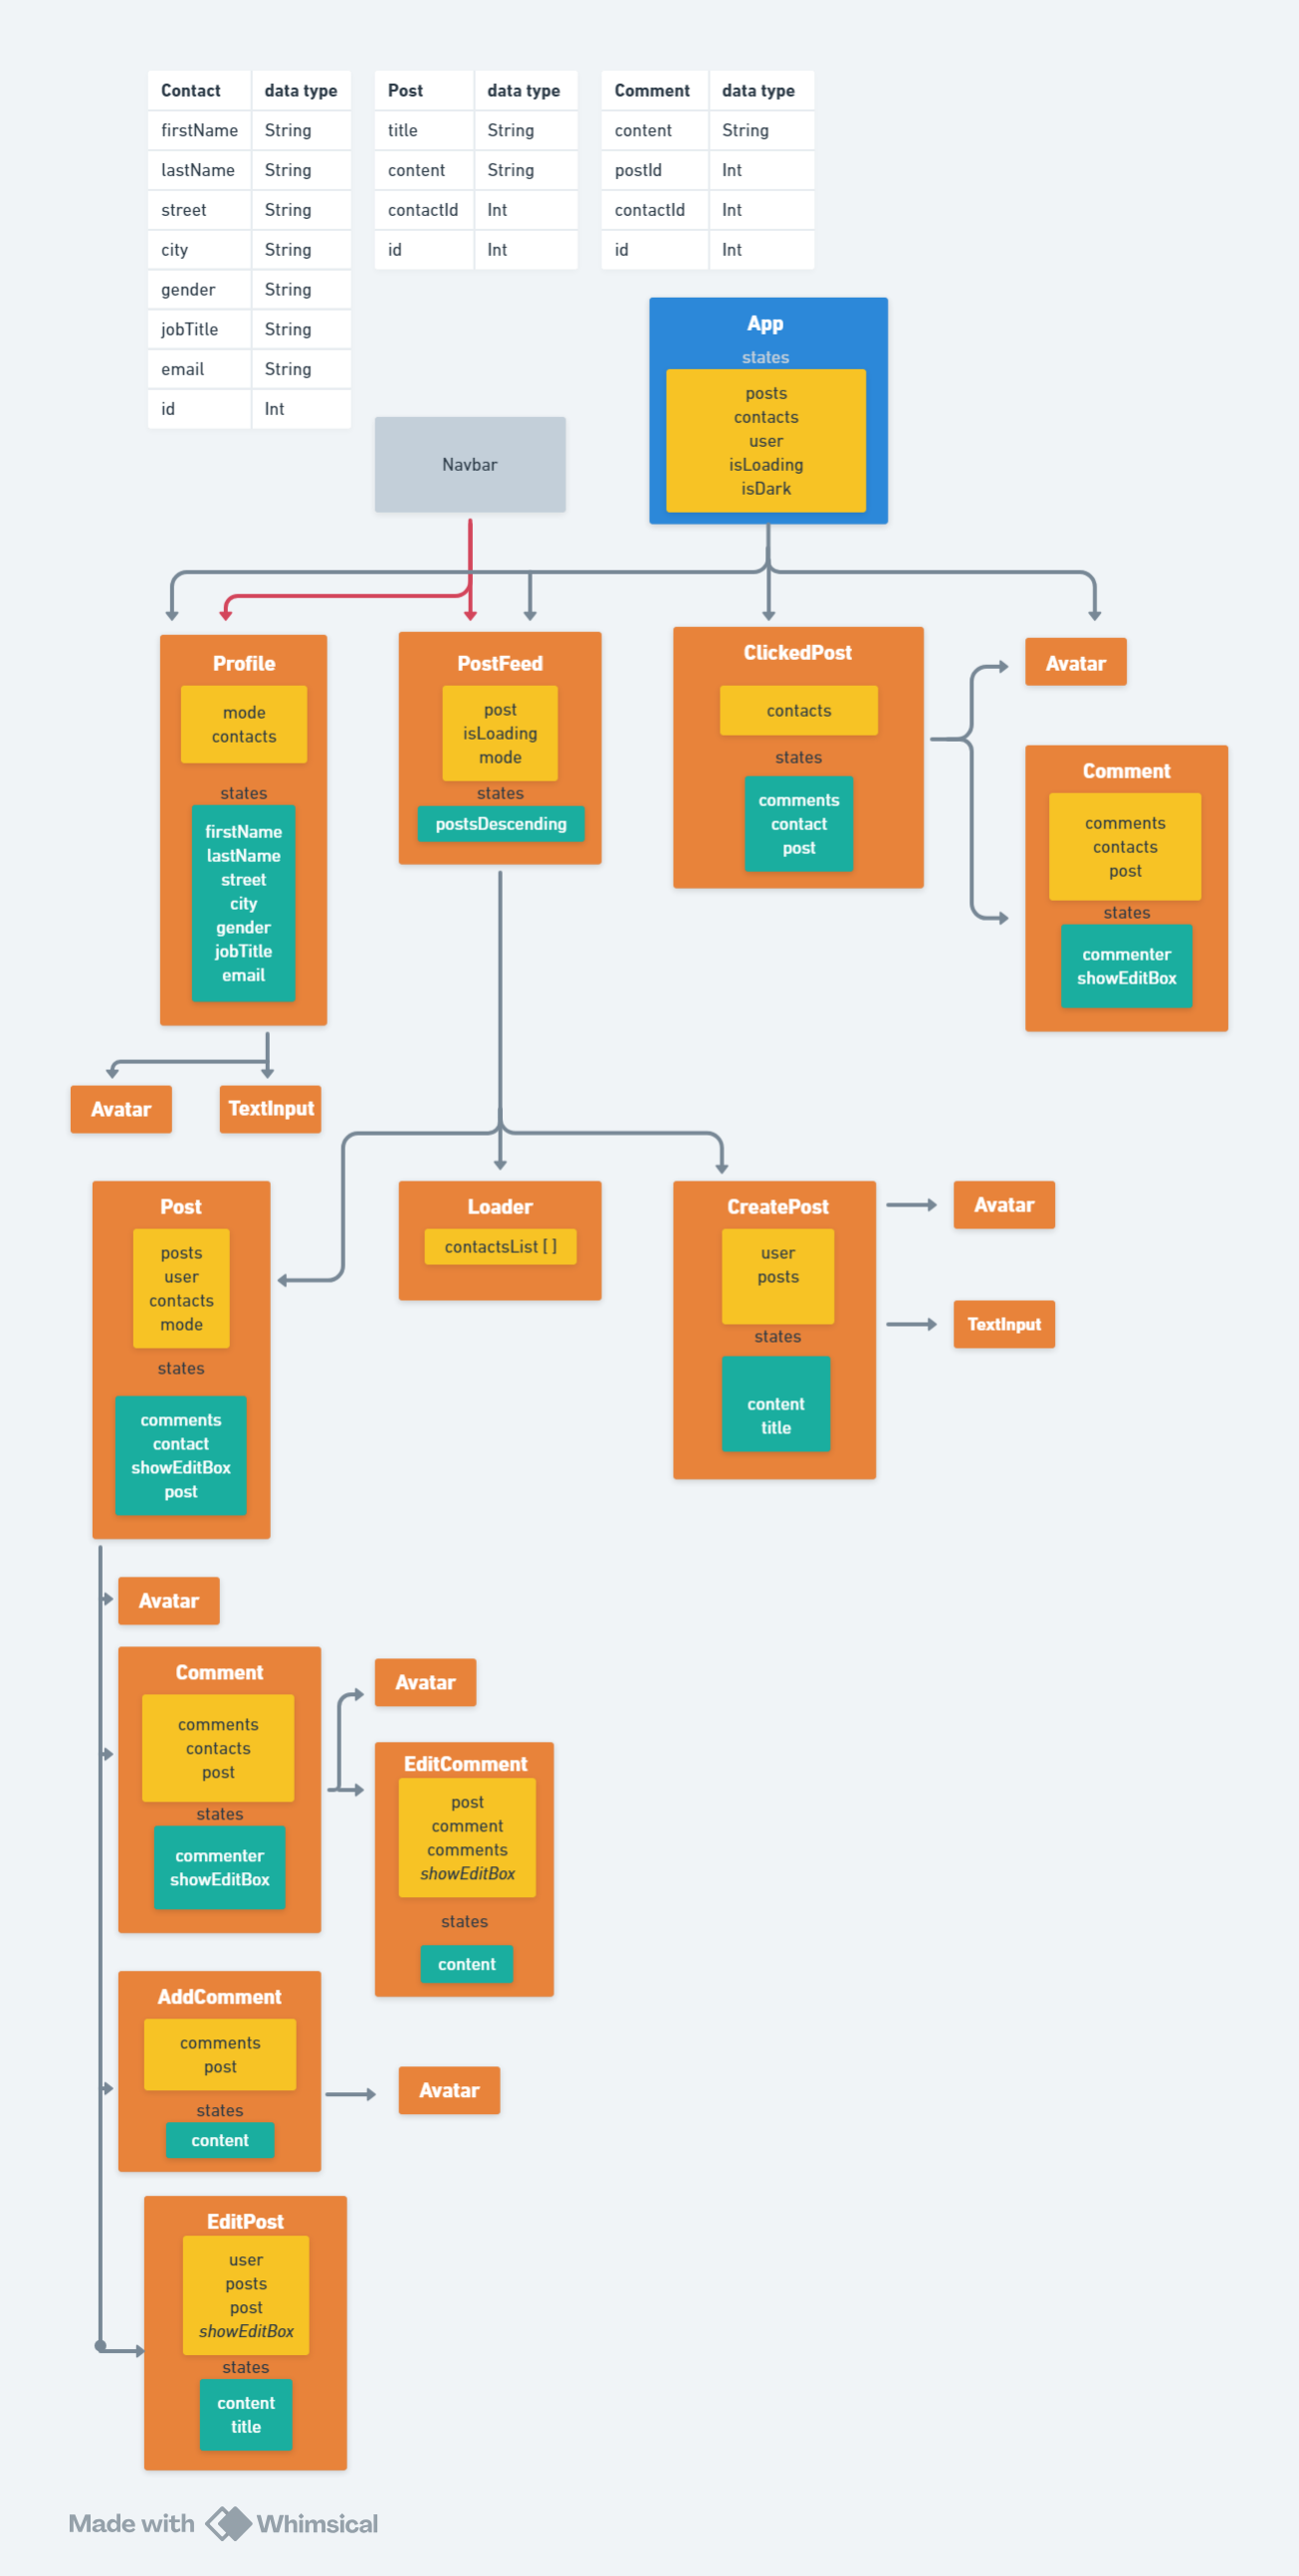 Contact data type
firstName String
lastName String
street String
city String
gender String
jobTitle String
email String
id Int
Post data type
title String
content String
contactId Int
id Int
Comment data type
content String
postId Int
contactId Int
id Int
App
states
posts
contacts
user
isLoading
isDark
Navbar
Profile
mode
contacts
states
firstName
lastName
street
city
gender
jobTitle
email
PostFeed
post
isLoading
mode
states
postsDescending
ClickedPost
contacts
states
comments
contact
post
Avatar
Comment
comments
contacts
post
states
commenter
showEditBox
Avatar
TextInput
Post
posts
user
contacts
mode
states
comments
contact
showEditBox
post
Loader
contactsList [ ]
CreatePost
user
posts
states
content
title
Avatar
TextInput
Avatar
Comment
comments
contacts
post
states
commenter
showEditBox
Avatar
EditComment
post
comment
comments
showEditBox
states
content
AddComment
comments
post
states
content
Avatar
EditPost
user
posts
post
showEditBox
states
content
title
Made with Whimsical